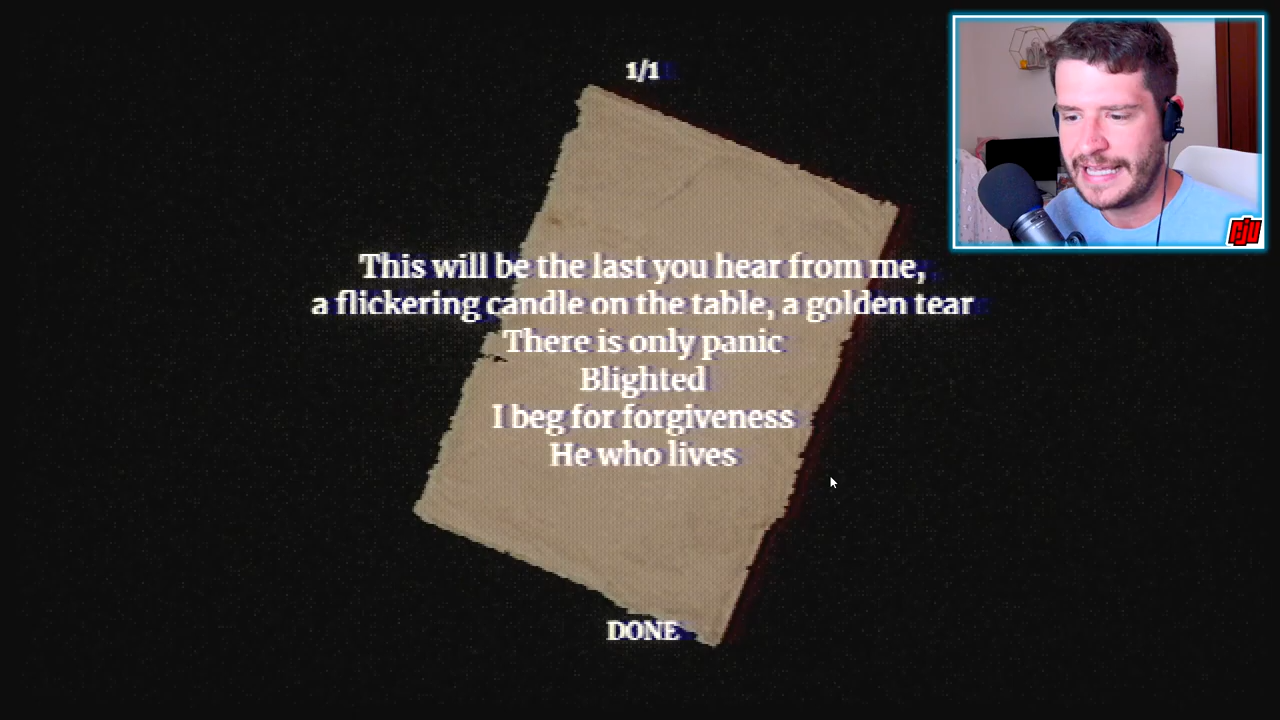 1/1
This will be the last you hear from me,
a flickering candle on the table, a golden tear
There is only panic
Blighted
I beg for forgiveness
He who lives
DONE
rju